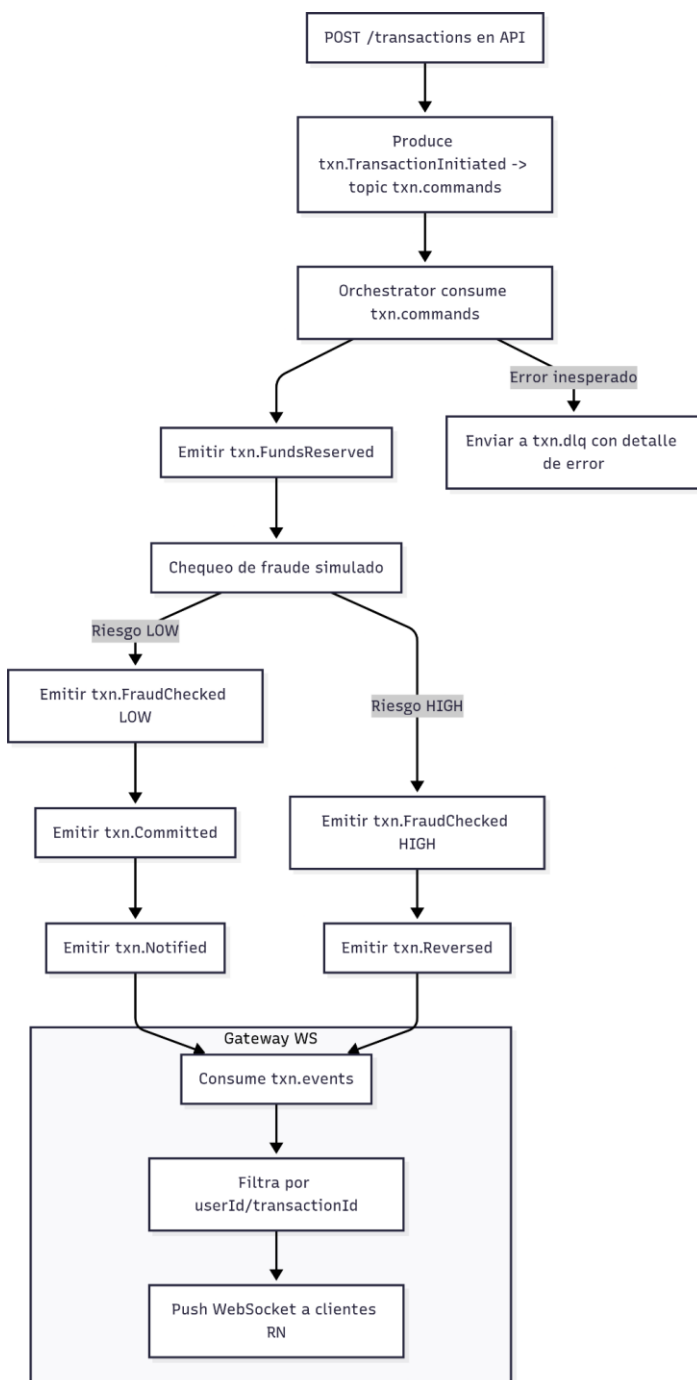 POST /transactions en API
Produce
txn.TransactionInitiated ->
topic txn.commands
Orchestrator consume
txn.commands
Error inesperado
Emitir txn.FundsReserved
Enviar a txn.dlq con detalle
de error
Chequeo de fraude simulado
Riesgo LOW
Riesgo HIGH
Emitir txn.FraudChecked
LOW
Emitir txn.Committed
Emitir txn.FraudChecked
HIGH
Emitir txn.Notified
Emitir txn.Reversed
Gateway WS
Consume txn.events
Filtra por
userId/transactionId
Push WebSocket a clientes
RN